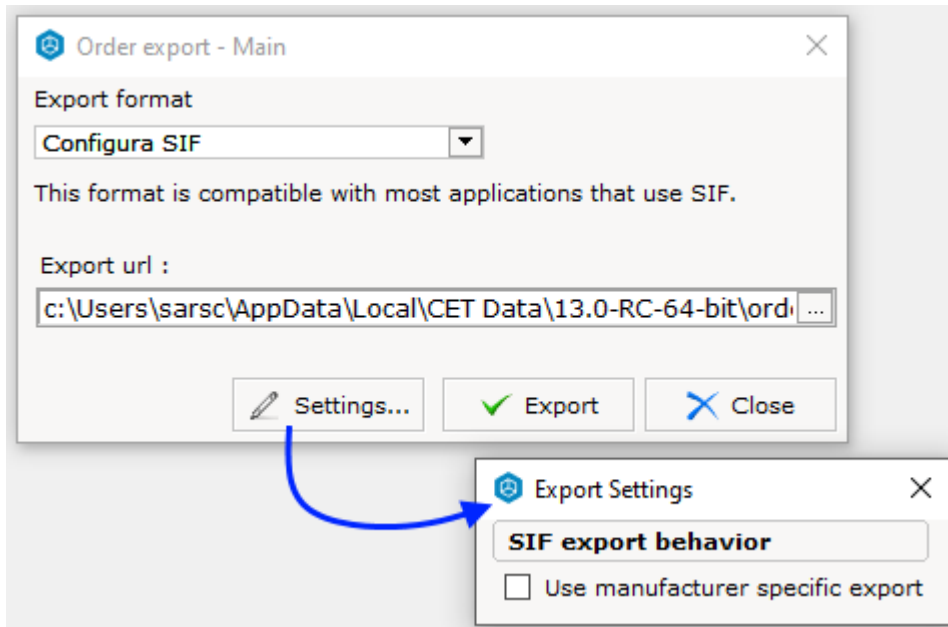 Order export - Main
Export format
Configura SIF
This format is compatible with most applications that use SIF.
Export url :
c:\Users\sarsc\AppData\Local\CET Data\13.0-RC-64-bit\ord ...
Settings... Export Close
Export Settings
SIF export behavior
Use manufacturer specific export